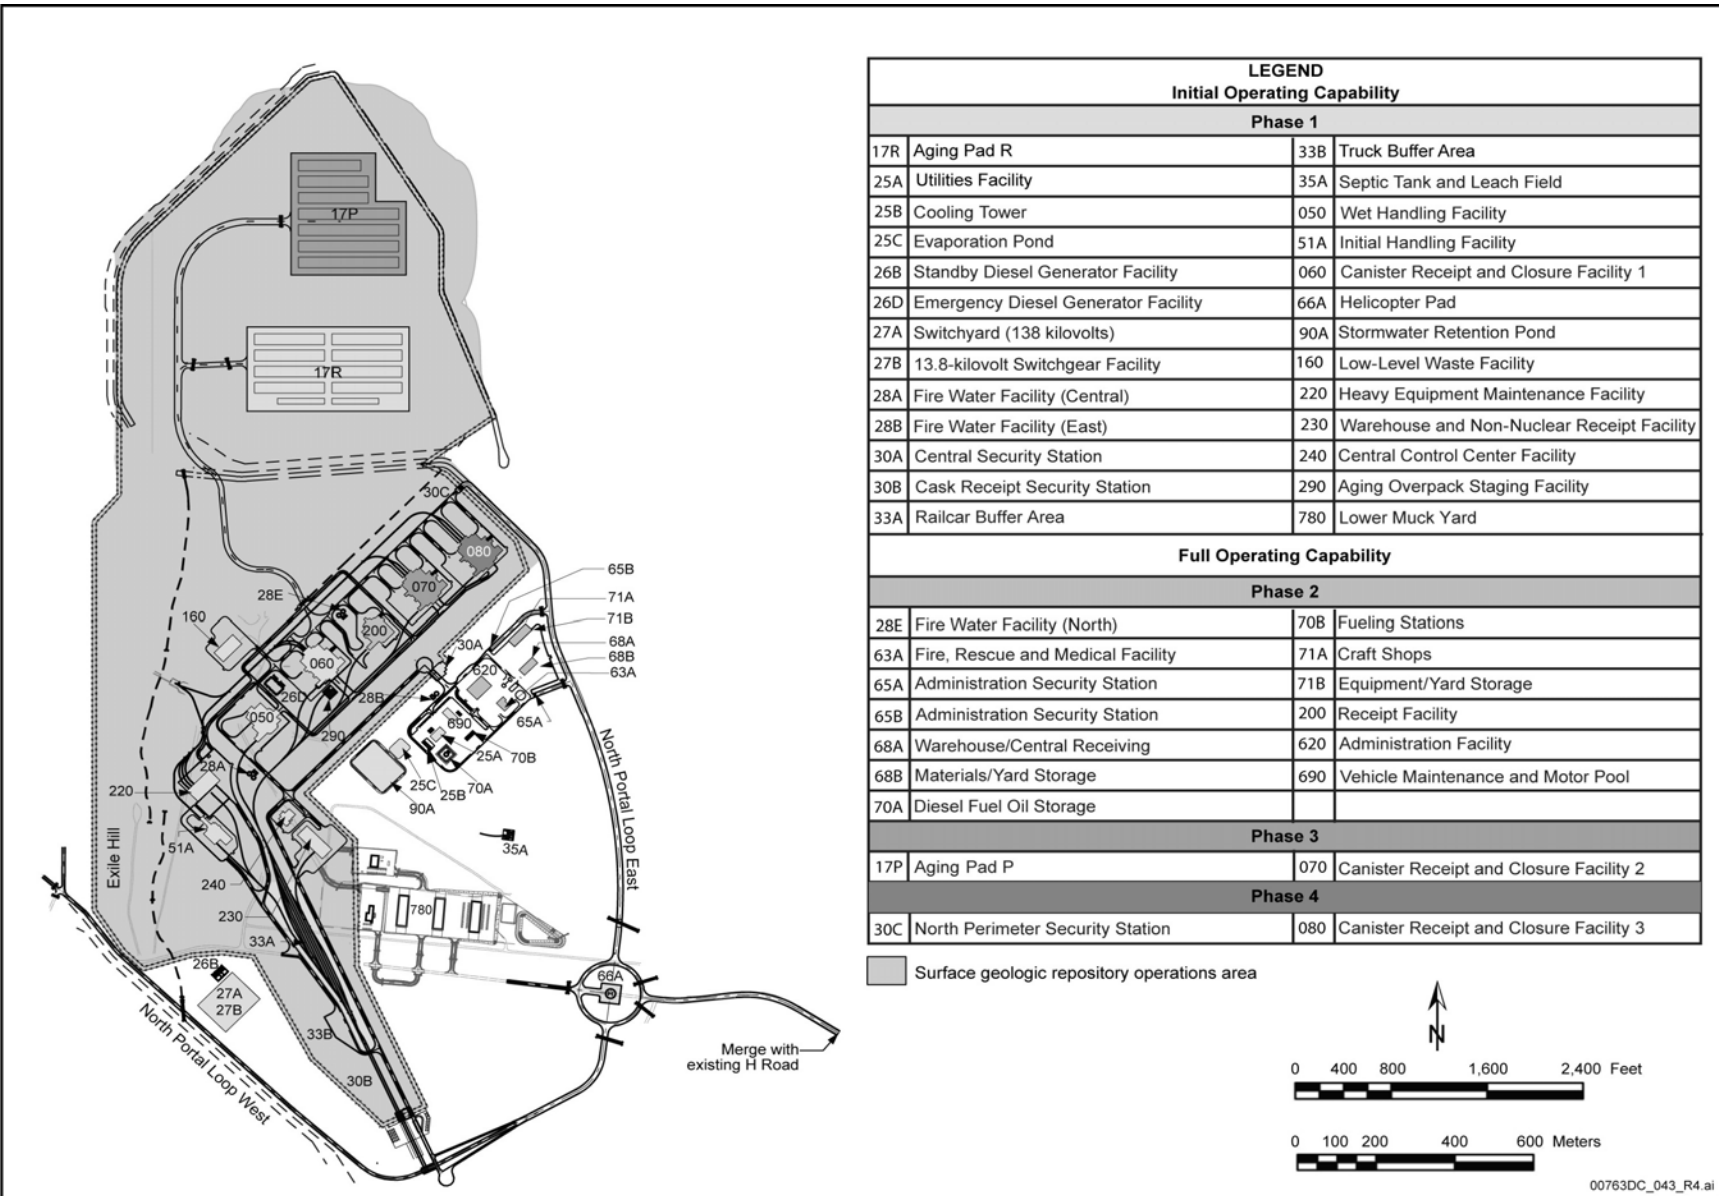 17P
17R
30C
080
070
65B
71A
71B
68A
68B
63A
28E
160
200
30A
620
060
26D
28B
65A
050
290
690
25A
70B
70A
25B
25C
90A
28A
220
51A
35A
240
230
780
33A
26B
27A
27B
33B
30B
66A
Exile Hill
North Portal Loop East
North Portal Loop West
Merge with
existing H Road
LEGEND
Initial Operating Capability
Phase 1
17R Aging Pad R 33B Truck Buffer Area
25A Utilities Facility 35A Septic Tank and Leach Field
25B Cooling Tower 050 Wet Handling Facility
25C Evaporation Pond 51A Initial Handling Facility
26B Standby Diesel Generator Facility 060 Canister Receipt and Closure Facility 1
26D Emergency Diesel Generator Facility 66A Helicopter Pad
27A Switchyard (138 kilovolts) 90A Stormwater Retention Pond
27B 13.8-kilovolt Switchgear Facility 160 Low-Level Waste Facility
28A Fire Water Facility (Central) 220 Heavy Equipment Maintenance Facility
28B Fire Water Facility (East) 230 Warehouse and Non-Nuclear Receipt Facility
30A Central Security Station 240 Central Control Center Facility
30B Cask Receipt Security Station 290 Aging Overpack Staging Facility
33A Railcar Buffer Area 780 Lower Muck Yard
Full Operating Capability
Phase 2
28E Fire Water Facility (North) 70B Fueling Stations
63A Fire, Rescue and Medical Facility 71A Craft Shops
65A Administration Security Station 71B Equipment/Yard Storage
65B Administration Security Station 200 Receipt Facility
68A Warehouse/Central Receiving 620 Administration Facility
68B Materials/Yard Storage 690 Vehicle Maintenance and Motor Pool
70A Diesel Fuel Oil Storage
Phase 3
17P Aging Pad P 070 Canister Receipt and Closure Facility 2
Phase 4
30C North Perimeter Security Station 080 Canister Receipt and Closure Facility 3
Surface geologic repository operations area
N
0 400 800 1,600 2,400 Feet
0 100 200 400 600 Meters
00763DC_043_R4.ai